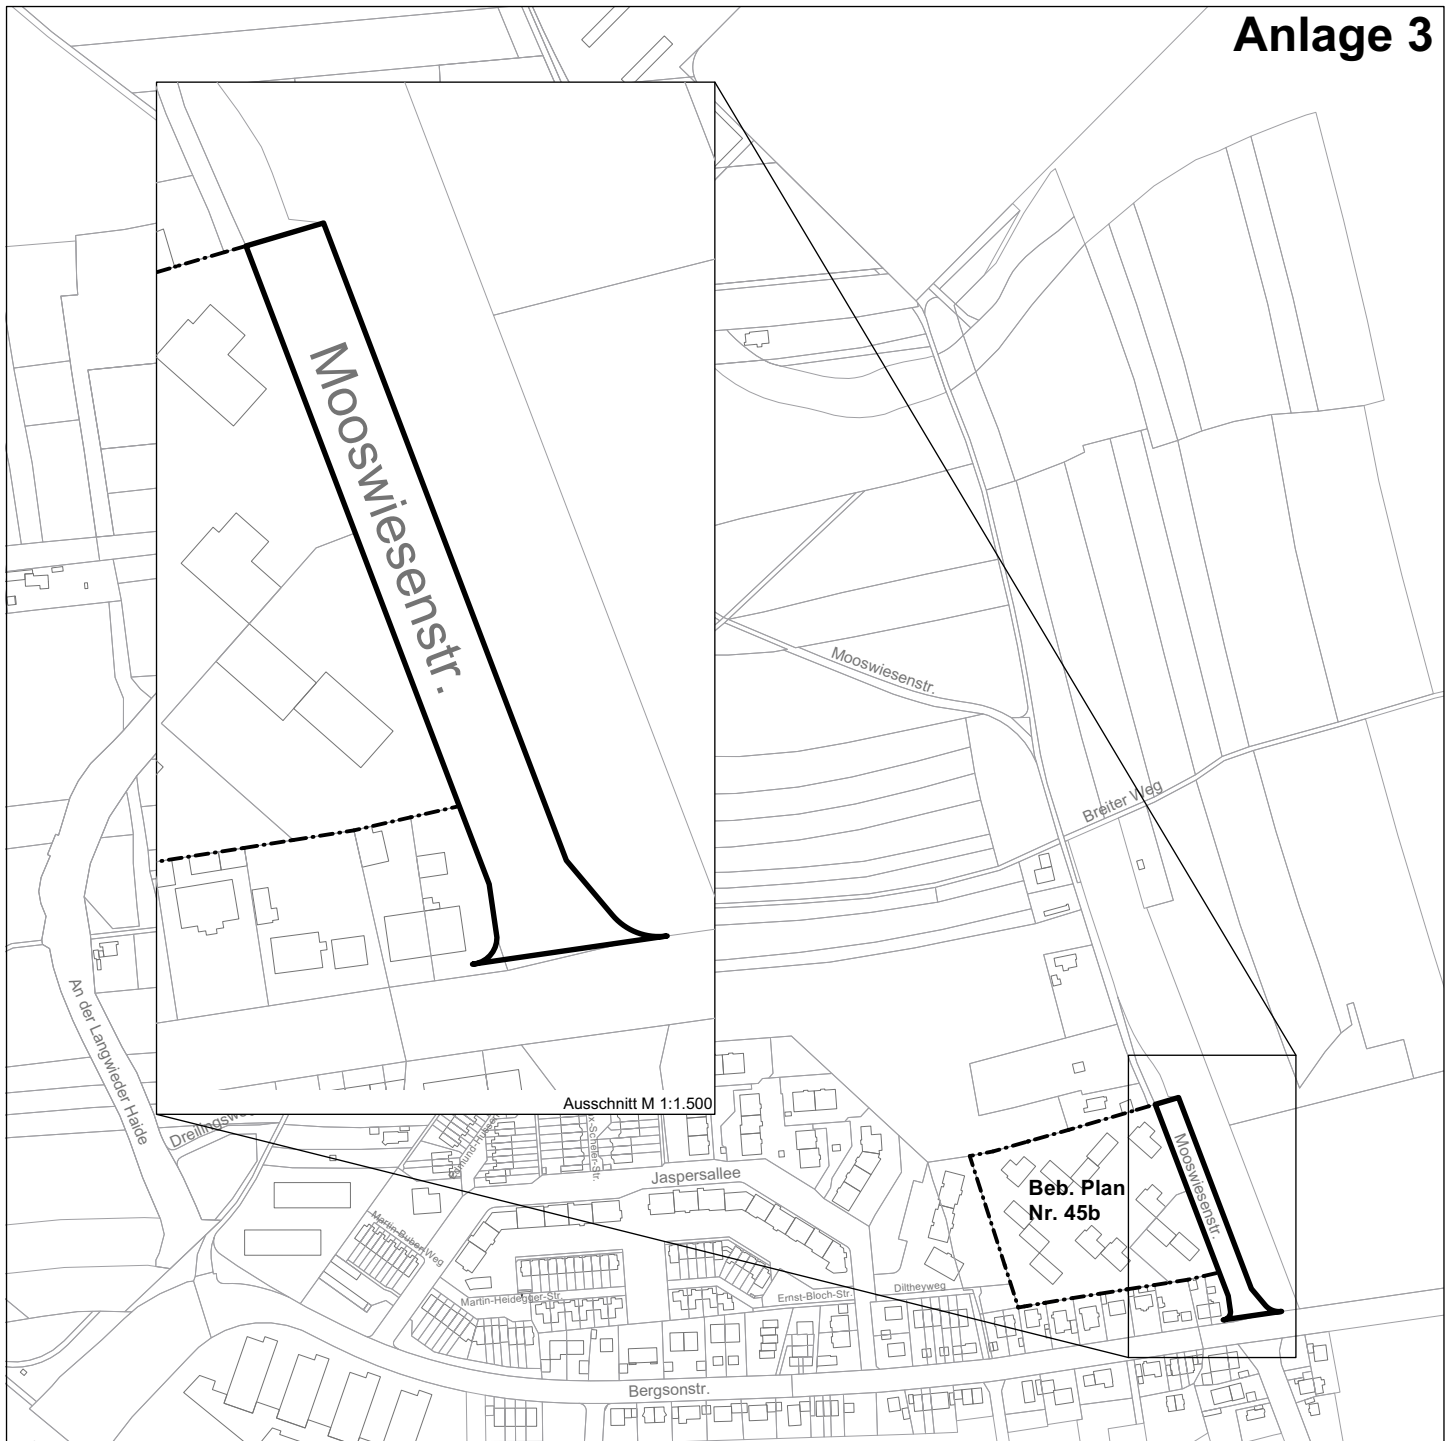 Anlage 3
Mooswiesenstr.
Mooswiesenstr.
Breiter Weg
An der Langwieder Haide
Ausschnitt M 1:1.500
Jaspersallee
Beb. Plan
Nr. 45b
Mooswiesenstr.
Martin-Buber-Weg
Martin-Heidegger-Str.
Ernst-Bloch-Str.
Diltheyweg
Bergsonstr.